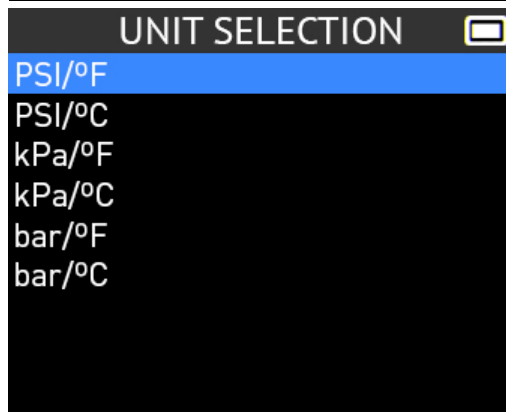 UNIT SELECTION
PSI/ºF
PSI/ºC
kPa/ºF
kPa/ºC
bar/ºF
bar/ºC